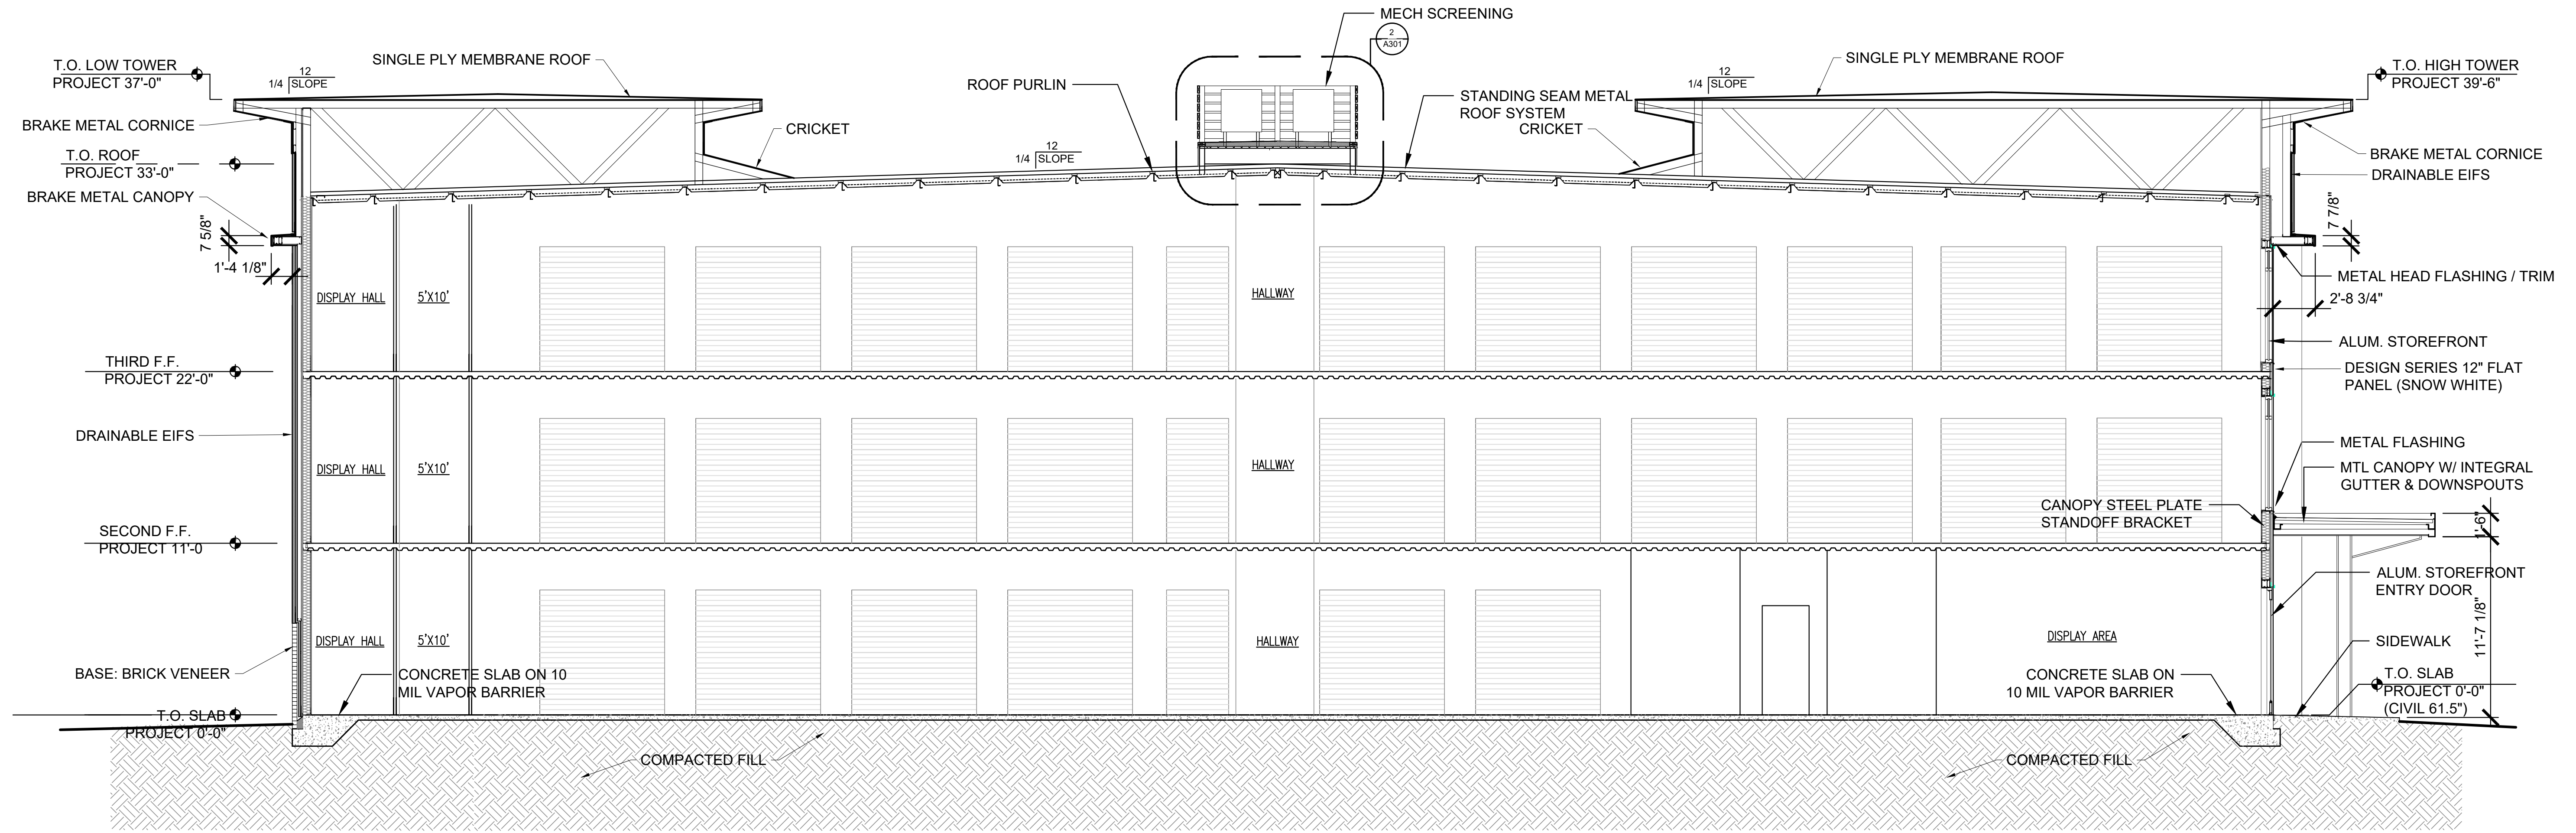 MECH SCREENING
2
A301
T.O. LOW TOWER
PROJECT 37'-0"
12
1/4 SLOPE
SINGLE PLY MEMBRANE ROOF
ROOF PURLIN
STANDING SEAM METAL
ROOF SYSTEM
CRICKET
12
1/4 SLOPE
SINGLE PLY MEMBRANE ROOF
T.O. HIGH TOWER
PROJECT 39'-6"
BRAKE METAL CORNICE
CRICKET
12
1/4 SLOPE
T.O. ROOF
PROJECT 33'-0"
BRAKE METAL CORNICE
DRAINABLE EIFS
BRAKE METAL CANOPY
7 5/8"
1'-4 1/8"
7 7/8"
METAL HEAD FLASHING / TRIM
2'-8 3/4"
DISPLAY HALL
5'X10'
HALLWAY
ALUM. STOREFRONT
THIRD F.F.
PROJECT 22'-0"
DESIGN SERIES 12" FLAT
PANEL (SNOW WHITE)
DRAINABLE EIFS
METAL FLASHING
MTL CANOPY W/ INTEGRAL
GUTTER & DOWNSPOUTS
DISPLAY HALL
5'X10'
HALLWAY
CANOPY STEEL PLATE
STANDOFF BRACKET
1'-6"
SECOND F.F.
PROJECT 11'-0
ALUM. STOREFRONT
ENTRY DOOR
11'-7 1/8"
DISPLAY HALL
5'X10'
HALLWAY
DISPLAY AREA
SIDEWALK
BASE: BRICK VENEER
CONCRETE SLAB ON 10
MIL VAPOR BARRIER
CONCRETE SLAB ON
10 MIL VAPOR BARRIER
T.O. SLAB
PROJECT 0'-0"
(CIVIL 61.5")
T.O. SLAB
PROJECT 0'-0"
COMPACTED FILL
COMPACTED FILL